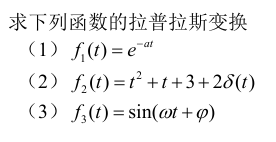 求下列函数的拉普拉斯变换
（1） f₁(t) = e^{-at}
（2） f₂(t) = t² + t + 3 + 2δ(t)
（3） f₃(t) = sin(ωt + φ)